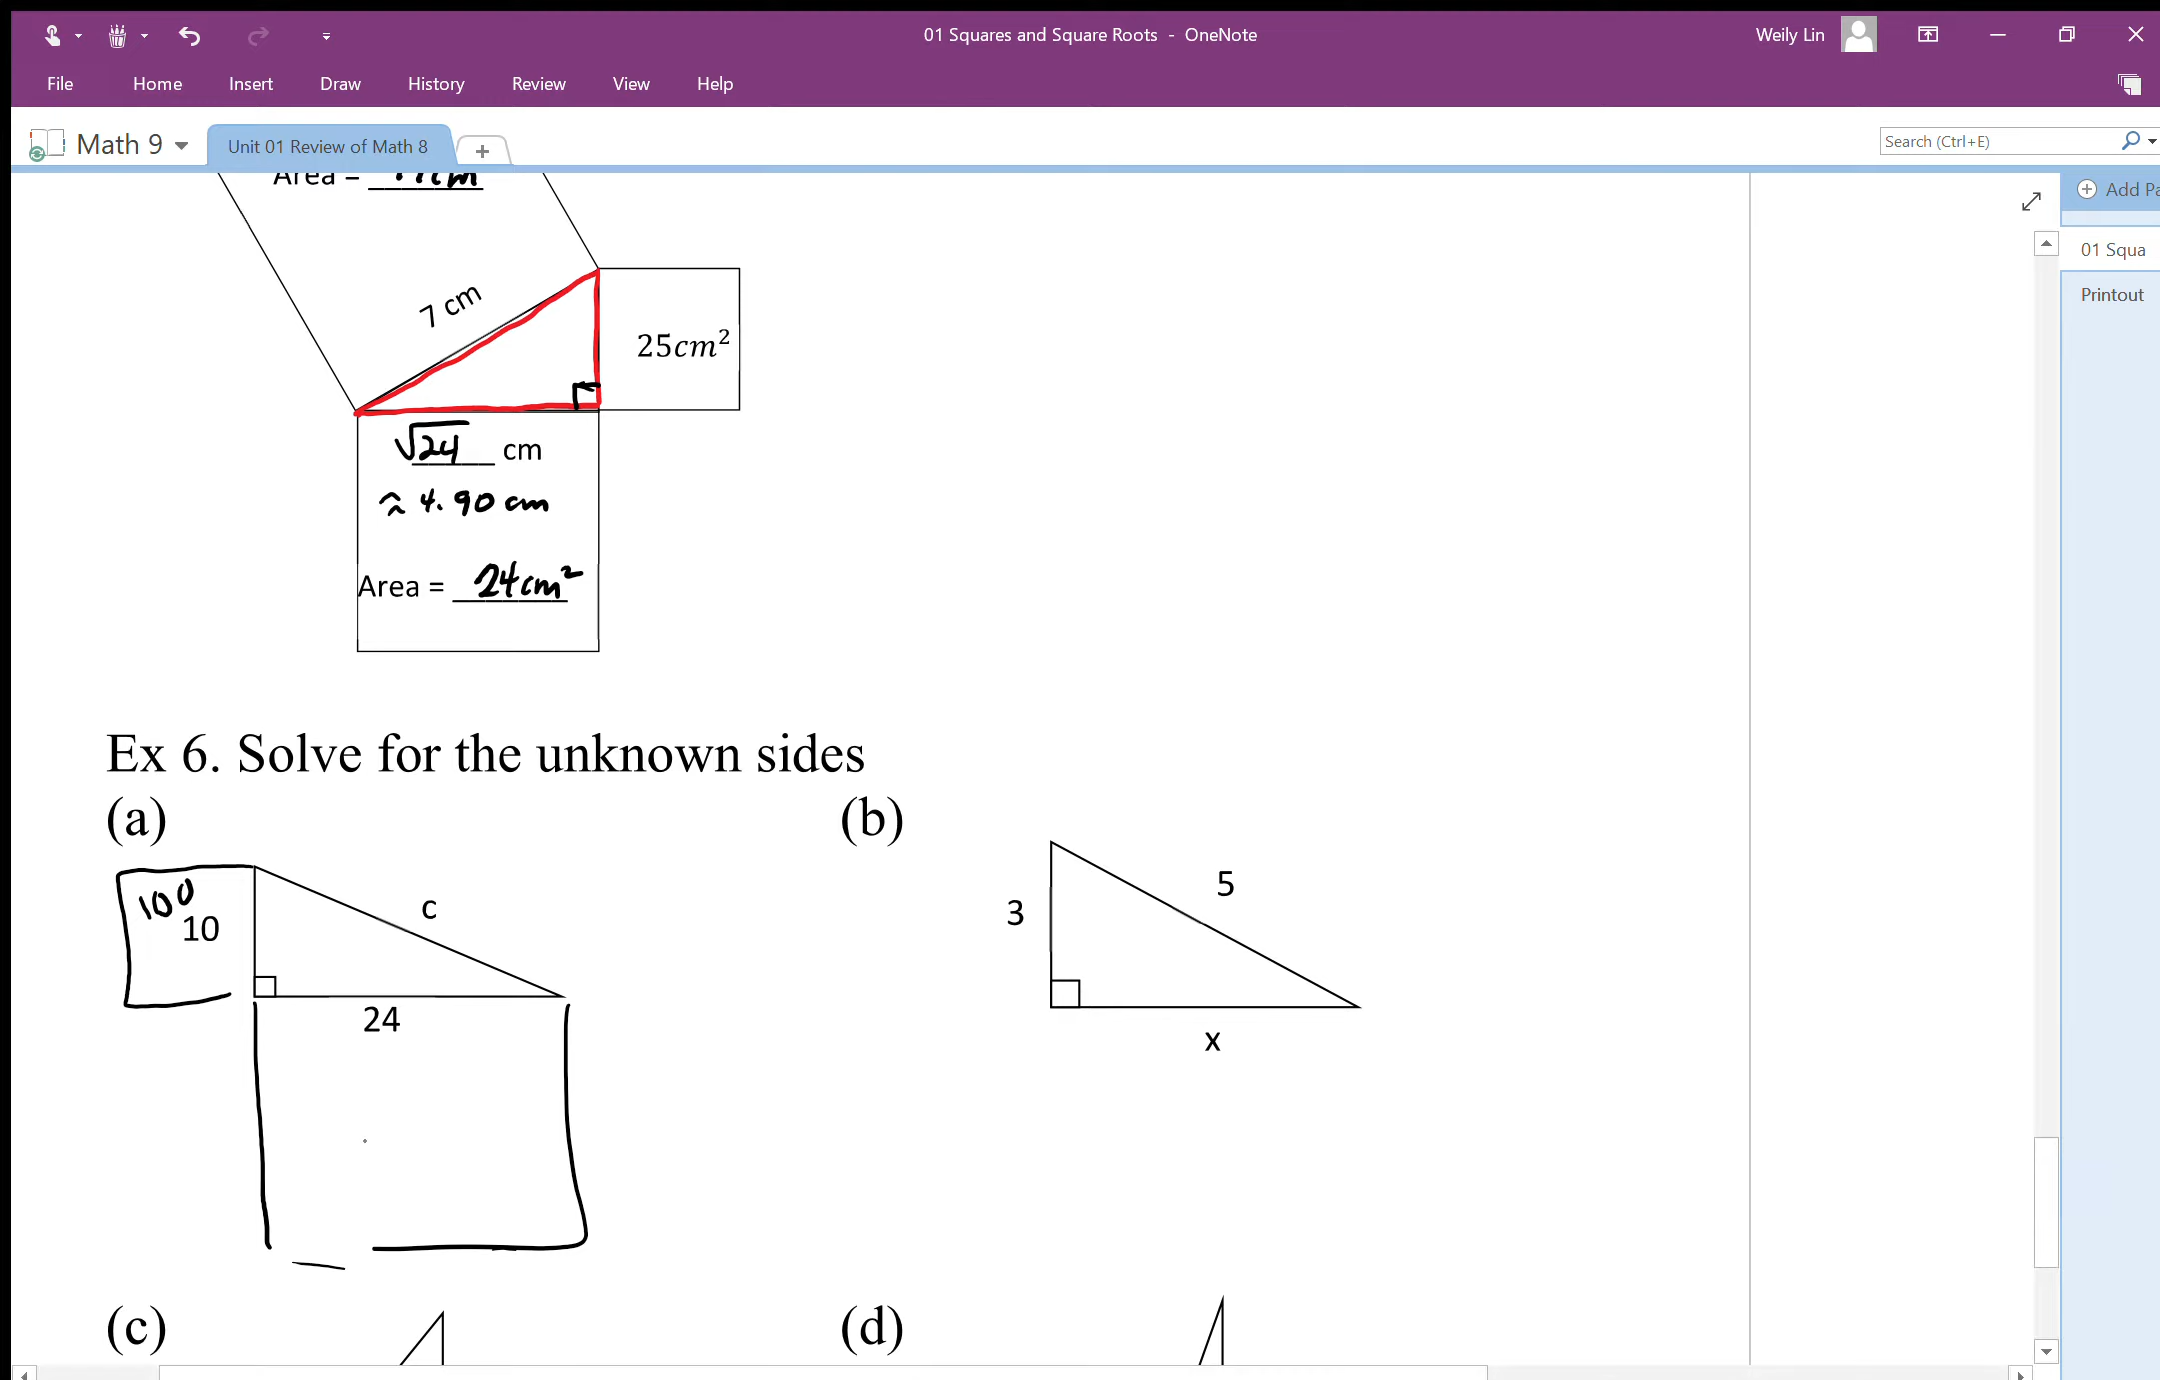 01 Squares and Square Roots - OneNote
Weily Lin
File Home Insert Draw History Review View Help
Math 9
Unit 01 Review of Math 8
+
Search (Ctrl+E)
Add Pa
01 Squa
Printout
Area =
7 cm
25cm²
√24 cm
≈ 4.90 cm
Area = 24cm²
Ex 6. Solve for the unknown sides
(a)
100
10
c
24
(b)
3
5
x
(c)
(d)